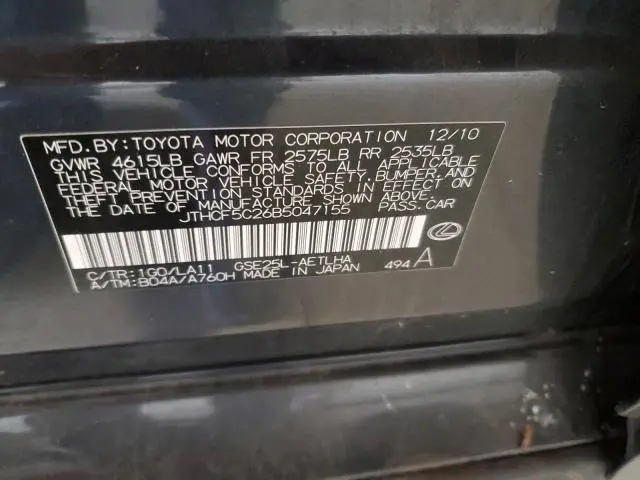 MFD.BY:TOYOTA MOTOR CORPORATION 12/10
GVWR 4615LB GAWR FR 2575LB RR 2535LB
THIS VEHICLE CONFORMS TO ALL APPLICABLE
FEDERAL MOTOR VEHICLE SAFETY, BUMPER, AND
THEFT PREVENTION STANDARDS IN EFFECT ON
THE DATE OF MANUFACTURE SHOWN ABOVE.
JTHCF5C26B5047155 PASS.CAR
C/TR:1G0/LA11 GSE25L-AETLHA
A/TM:B04A/A760H MADE IN JAPAN 494 A